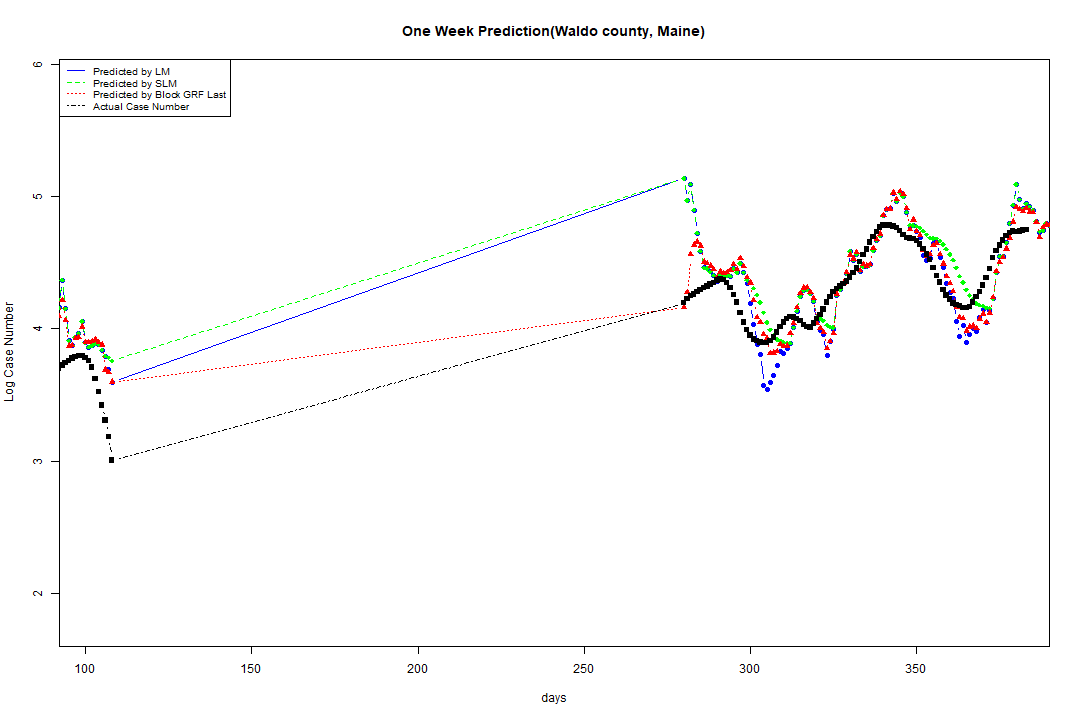 One Week Prediction(Waldo county, Maine)
Predicted by LM
Predicted by SLM
Predicted by Block GRF Last
Actual Case Number
6
5
4
3
2
Log Case Number
100
150
200
250
300
350
days